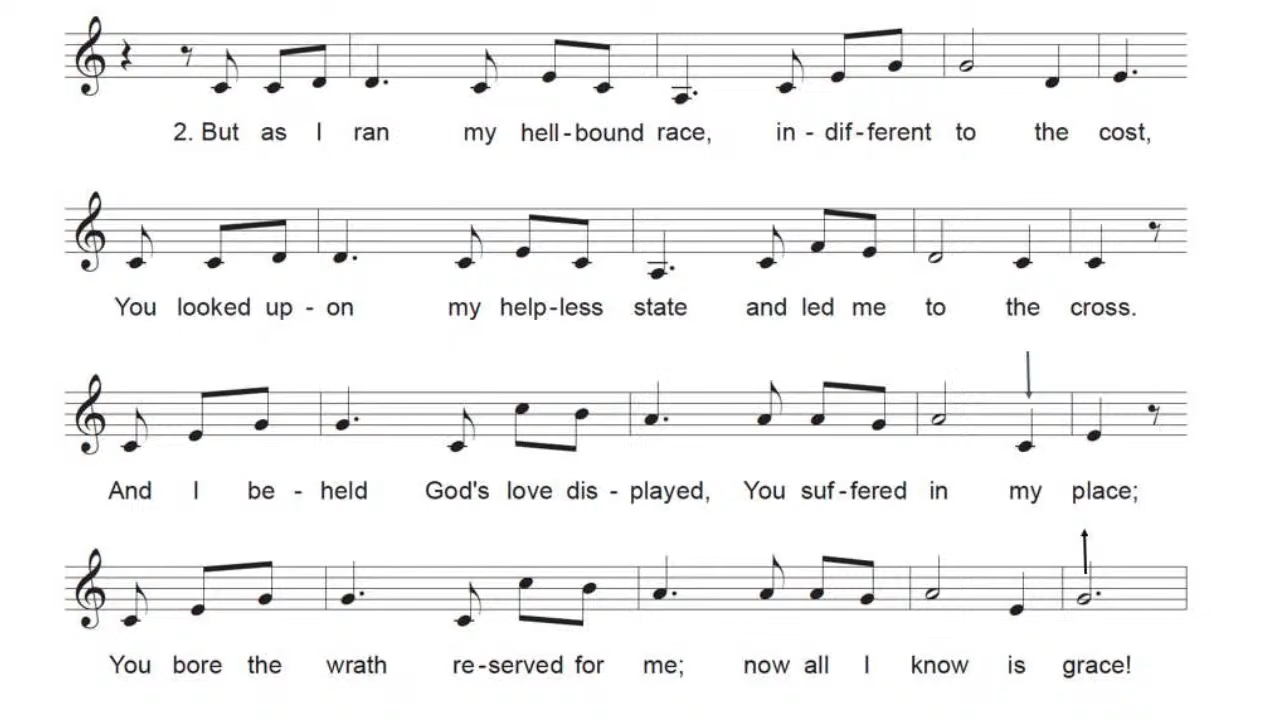 2. But as I ran my hell-bound race, in - dif-ferent to the cost,
You looked up - on my help-less state and led me to the cross.
And I be - held God's love dis - played, You suf-fered in my place;
You bore the wrath re-served for me; now all I know is grace!